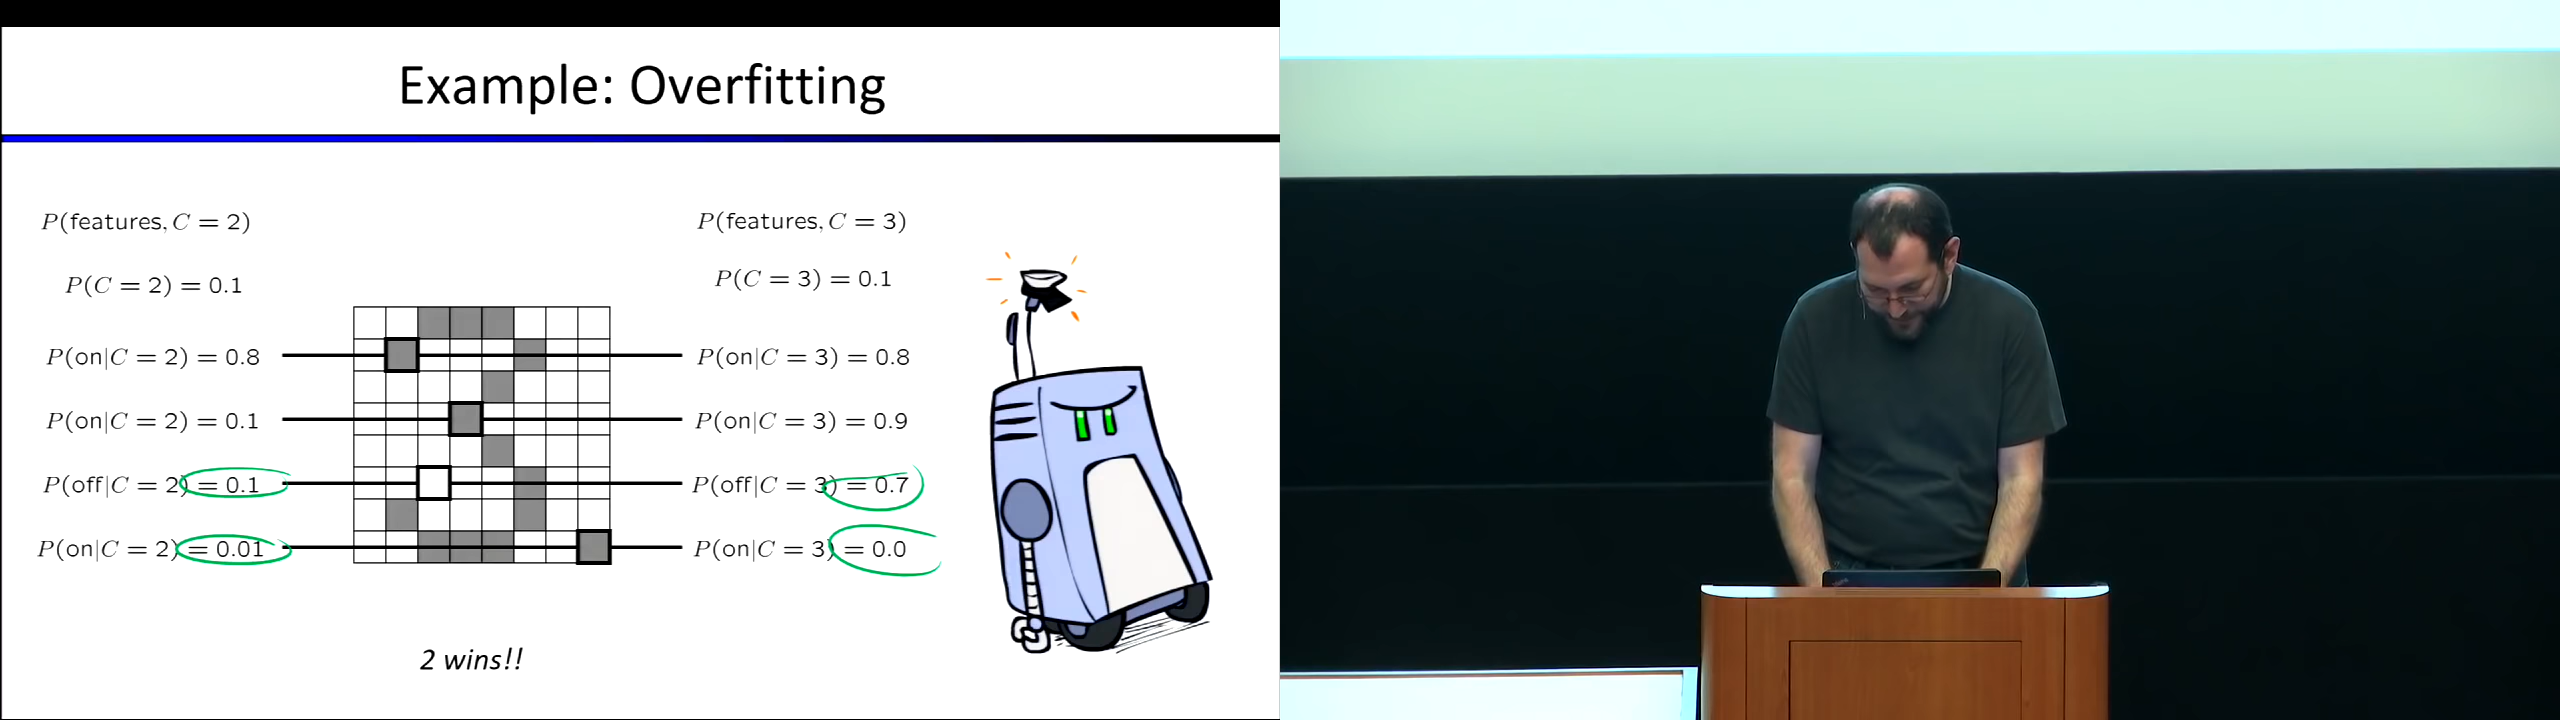 Example: Overfitting
P(features, C = 2)
P(features, C = 3)
P(C = 2) = 0.1
P(C = 3) = 0.1
P(on|C = 2) = 0.8
P(on|C = 3) = 0.8
P(on|C = 2) = 0.1
P(on|C = 3) = 0.9
P(off|C = 2) = 0.1
P(off|C = 3) = 0.7
P(on|C = 2) = 0.01
P(on|C = 3) = 0.0
2 wins!!